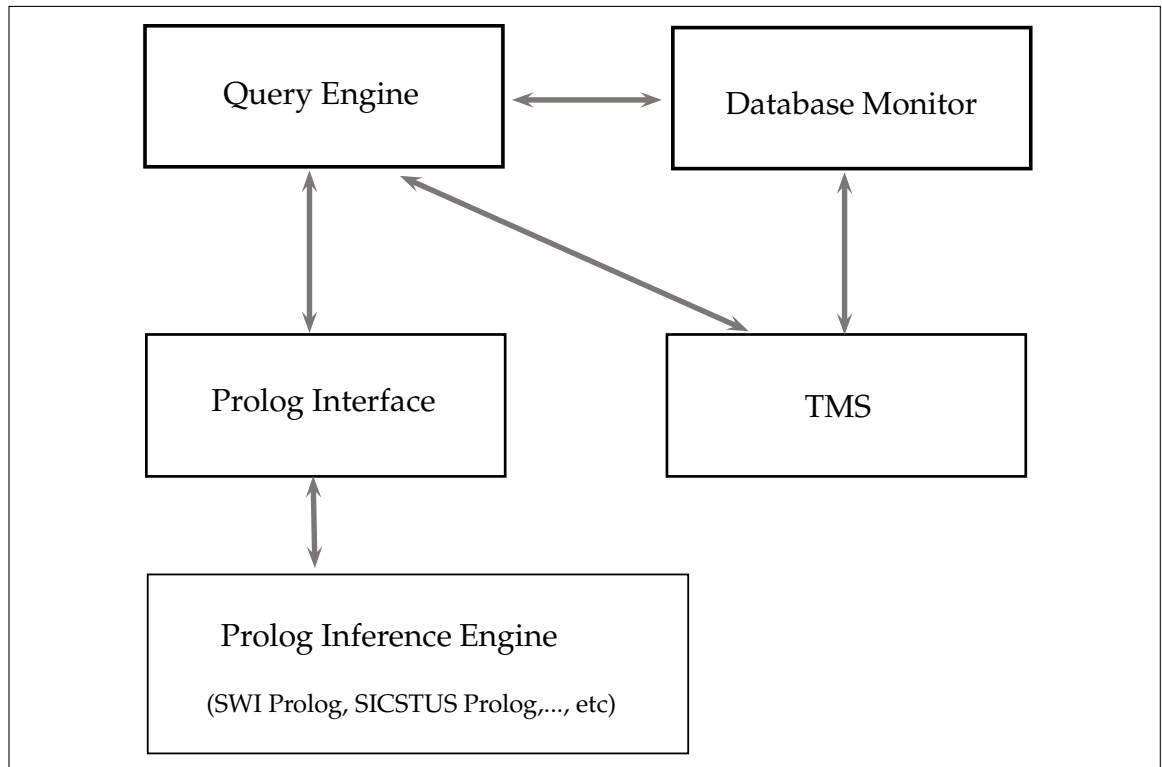 Query Engine
Database Monitor
Prolog Interface
TMS
Prolog Inference Engine
(SWI Prolog, SICSTUS Prolog,..., etc)